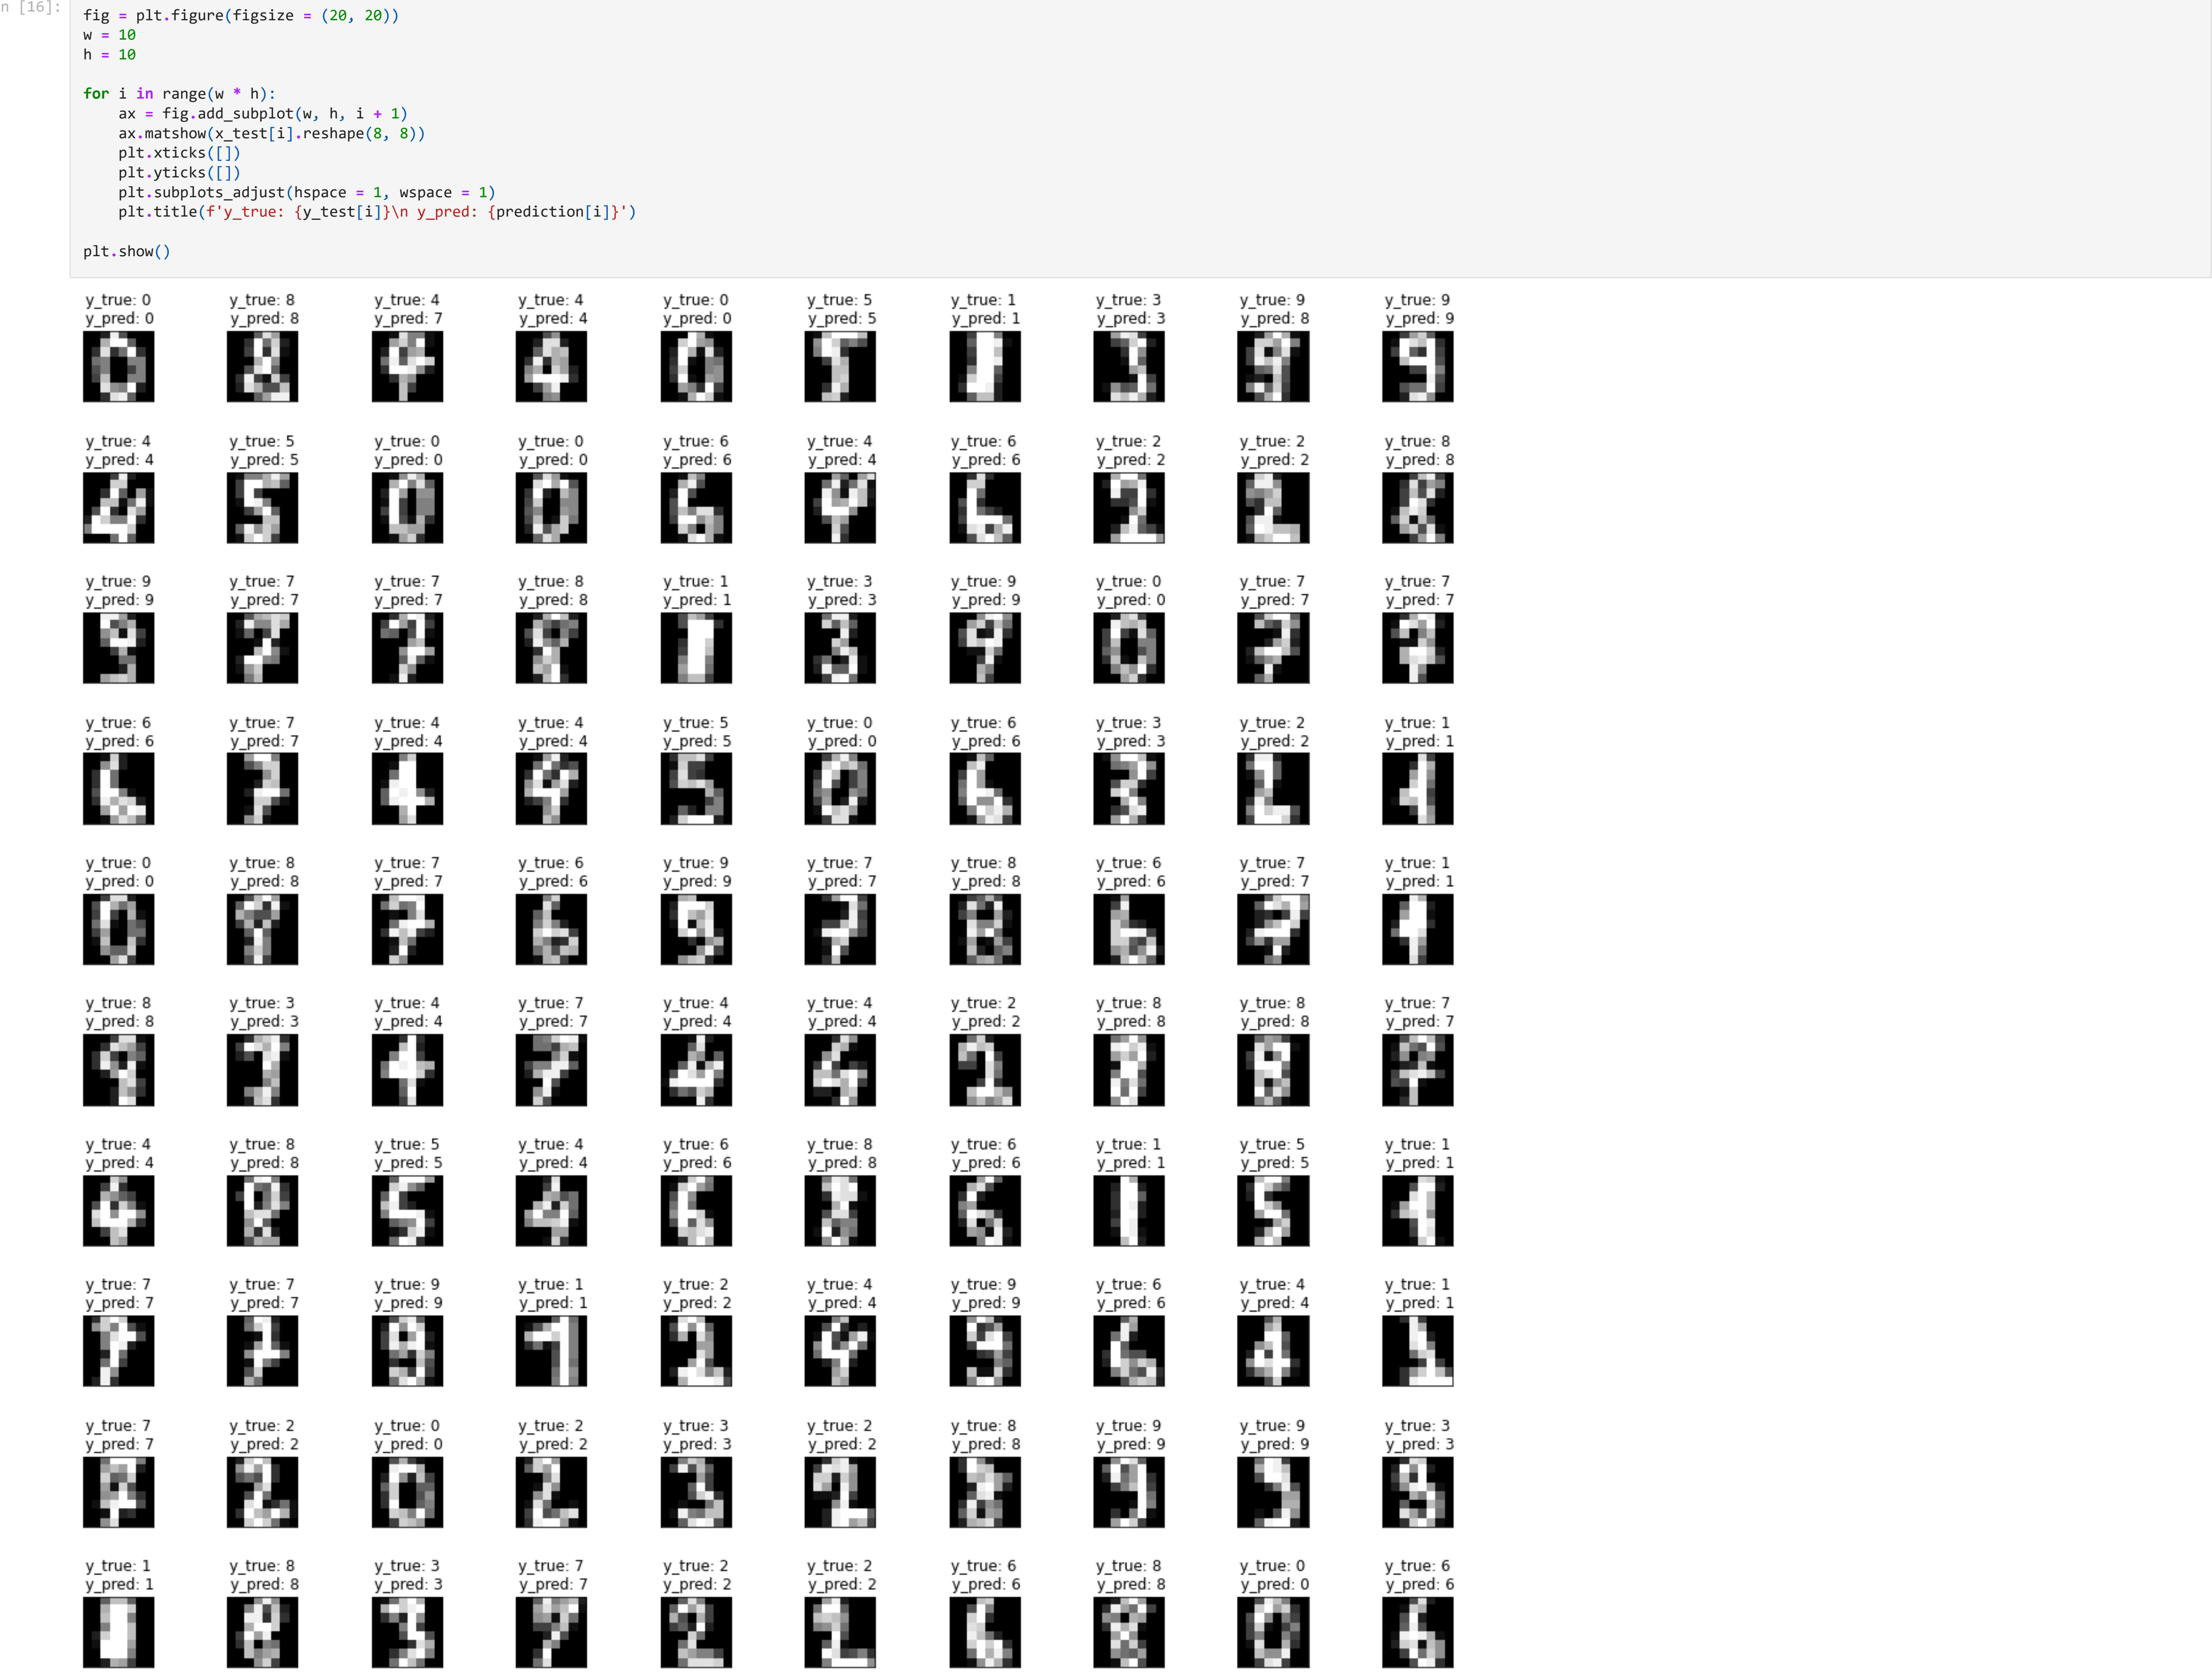 n [16]:
fig = plt.figure(figsize = (20, 20))
w = 10
h = 10
for i in range(w * h):
    ax = fig.add_subplot(w, h, i + 1)
    ax.matshow(x_test[i].reshape(8, 8))
    plt.xticks([])
    plt.yticks([])
    plt.subplots_adjust(hspace = 1, wspace = 1)
    plt.title(f'y_true: {y_test[i]}\n y_pred: {prediction[i]}')
plt.show()
y_true: 0 y_true: 8 y_true: 4 y_true: 4 y_true: 0 y_true: 5 y_true: 1 y_true: 3 y_true: 9 y_true: 9
y_pred: 0 y_pred: 8 y_pred: 7 y_pred: 4 y_pred: 0 y_pred: 5 y_pred: 1 y_pred: 3 y_pred: 8 y_pred: 9
y_true: 4 y_true: 5 y_true: 0 y_true: 0 y_true: 6 y_true: 4 y_true: 6 y_true: 2 y_true: 2 y_true: 8
y_pred: 4 y_pred: 5 y_pred: 0 y_pred: 0 y_pred: 6 y_pred: 4 y_pred: 6 y_pred: 2 y_pred: 2 y_pred: 8
y_true: 9 y_true: 7 y_true: 7 y_true: 8 y_true: 1 y_true: 3 y_true: 9 y_true: 0 y_true: 7 y_true: 7
y_pred: 9 y_pred: 7 y_pred: 7 y_pred: 8 y_pred: 1 y_pred: 3 y_pred: 9 y_pred: 0 y_pred: 7 y_pred: 7
y_true: 6 y_true: 7 y_true: 4 y_true: 4 y_true: 5 y_true: 0 y_true: 6 y_true: 3 y_true: 2 y_true: 1
y_pred: 6 y_pred: 7 y_pred: 4 y_pred: 4 y_pred: 5 y_pred: 0 y_pred: 6 y_pred: 3 y_pred: 2 y_pred: 1
y_true: 0 y_true: 8 y_true: 7 y_true: 6 y_true: 9 y_true: 7 y_true: 8 y_true: 6 y_true: 7 y_true: 1
y_pred: 0 y_pred: 8 y_pred: 7 y_pred: 6 y_pred: 9 y_pred: 7 y_pred: 8 y_pred: 6 y_pred: 7 y_pred: 1
y_true: 8 y_true: 3 y_true: 4 y_true: 7 y_true: 4 y_true: 4 y_true: 2 y_true: 8 y_true: 8 y_true: 7
y_pred: 8 y_pred: 3 y_pred: 4 y_pred: 7 y_pred: 4 y_pred: 4 y_pred: 2 y_pred: 8 y_pred: 8 y_pred: 7
y_true: 4 y_true: 8 y_true: 5 y_true: 4 y_true: 6 y_true: 8 y_true: 6 y_true: 1 y_true: 5 y_true: 1
y_pred: 4 y_pred: 8 y_pred: 5 y_pred: 4 y_pred: 6 y_pred: 8 y_pred: 6 y_pred: 1 y_pred: 5 y_pred: 1
y_true: 7 y_true: 7 y_true: 9 y_true: 1 y_true: 2 y_true: 4 y_true: 9 y_true: 6 y_true: 4 y_true: 1
y_pred: 7 y_pred: 7 y_pred: 9 y_pred: 1 y_pred: 2 y_pred: 4 y_pred: 9 y_pred: 6 y_pred: 4 y_pred: 1
y_true: 7 y_true: 2 y_true: 0 y_true: 2 y_true: 3 y_true: 2 y_true: 8 y_true: 9 y_true: 9 y_true: 3
y_pred: 7 y_pred: 2 y_pred: 0 y_pred: 2 y_pred: 3 y_pred: 2 y_pred: 8 y_pred: 9 y_pred: 9 y_pred: 3
y_true: 1 y_true: 8 y_true: 3 y_true: 7 y_true: 2 y_true: 2 y_true: 6 y_true: 8 y_true: 0 y_true: 6
y_pred: 1 y_pred: 8 y_pred: 3 y_pred: 7 y_pred: 2 y_pred: 2 y_pred: 6 y_pred: 8 y_pred: 0 y_pred: 6